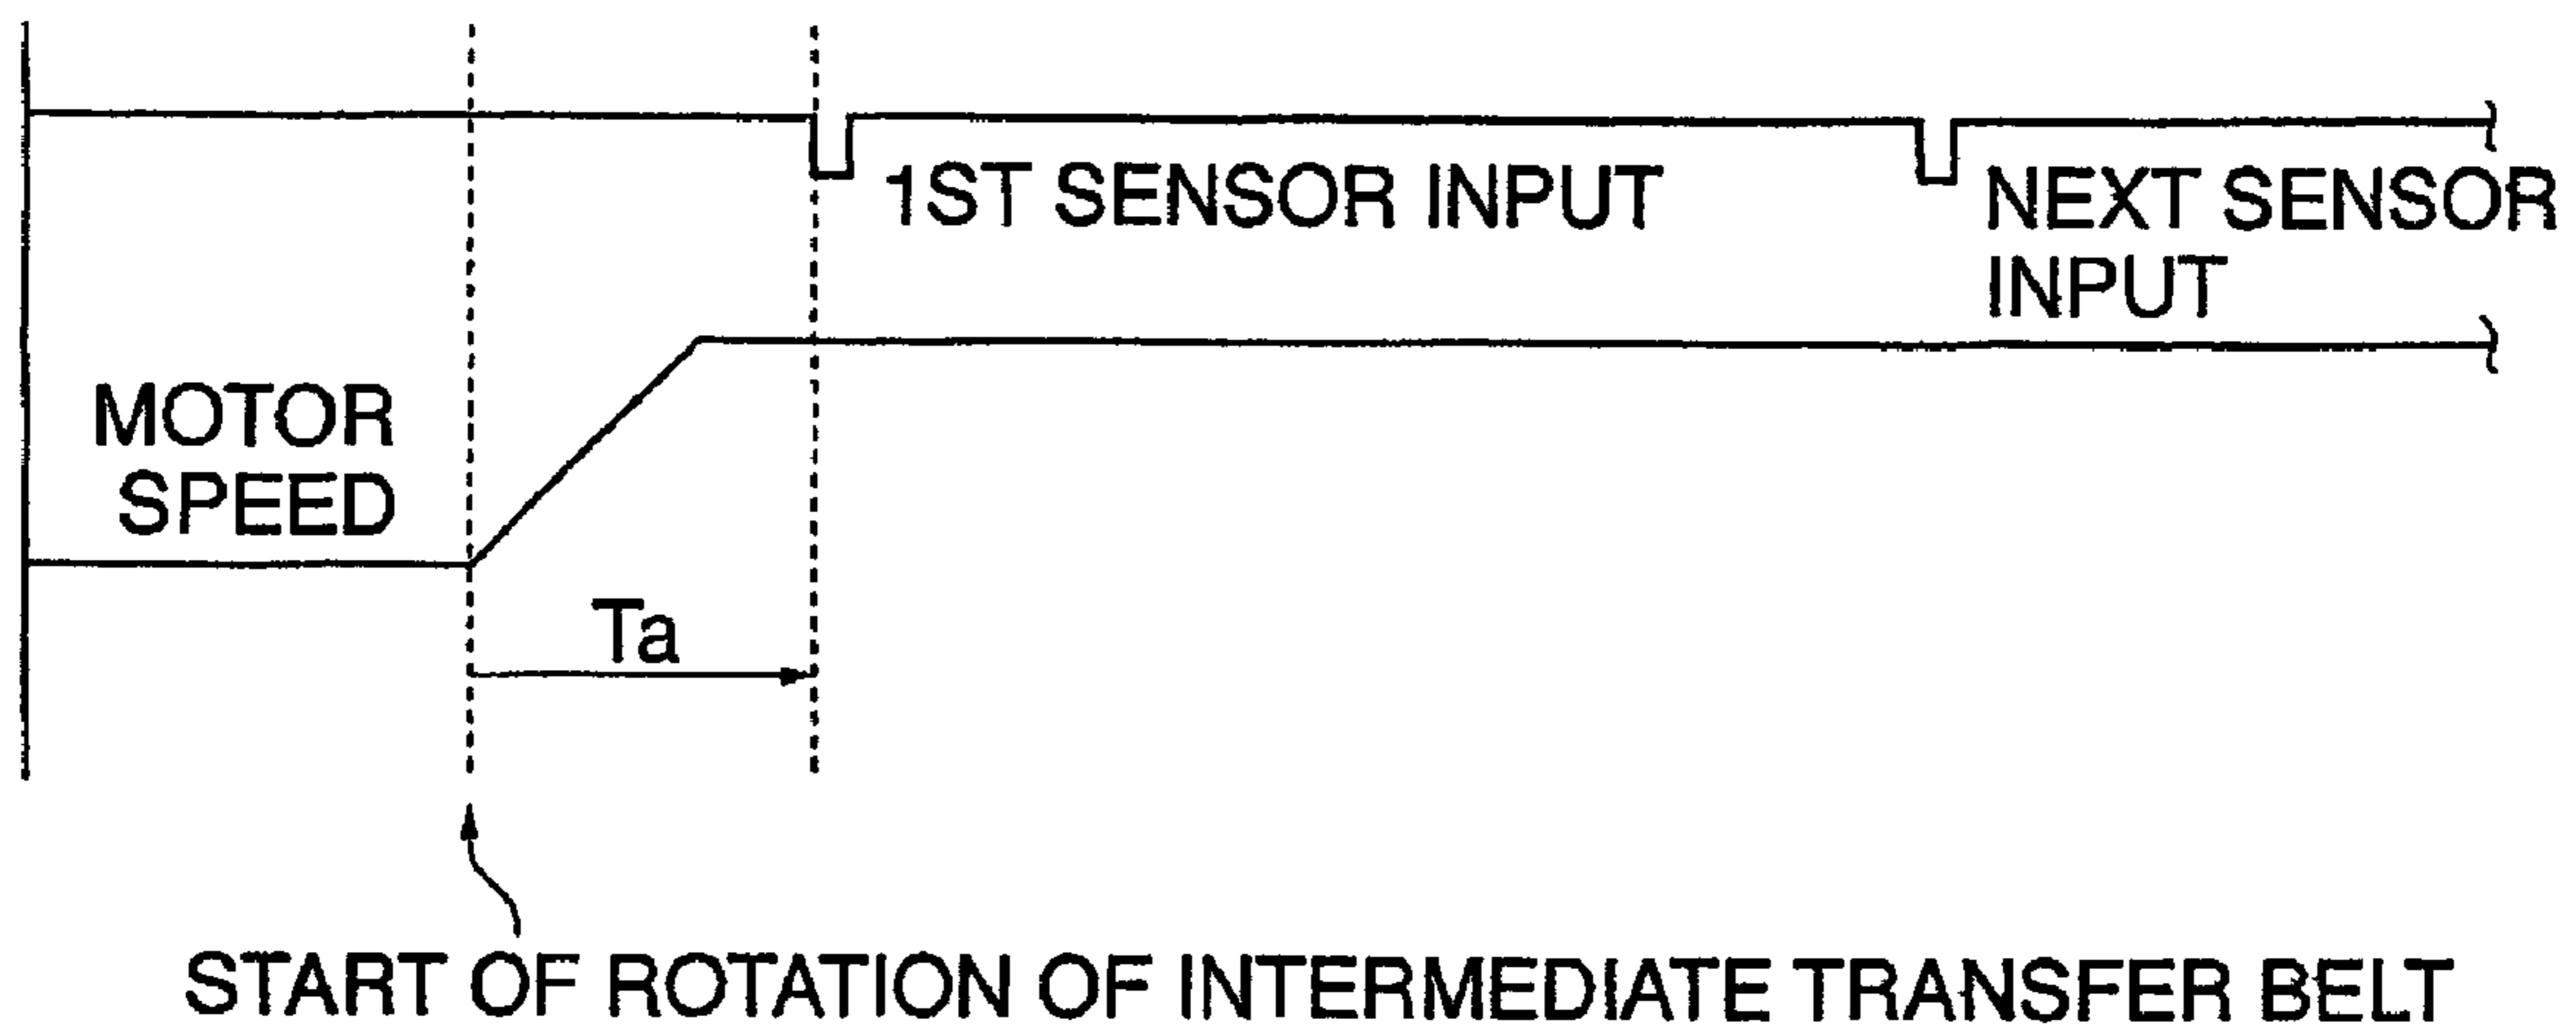 1ST SENSOR INPUT
NEXT SENSOR
INPUT
MOTOR
SPEED
Ta
START OF ROTATION OF INTERMEDIATE TRANSFER BELT